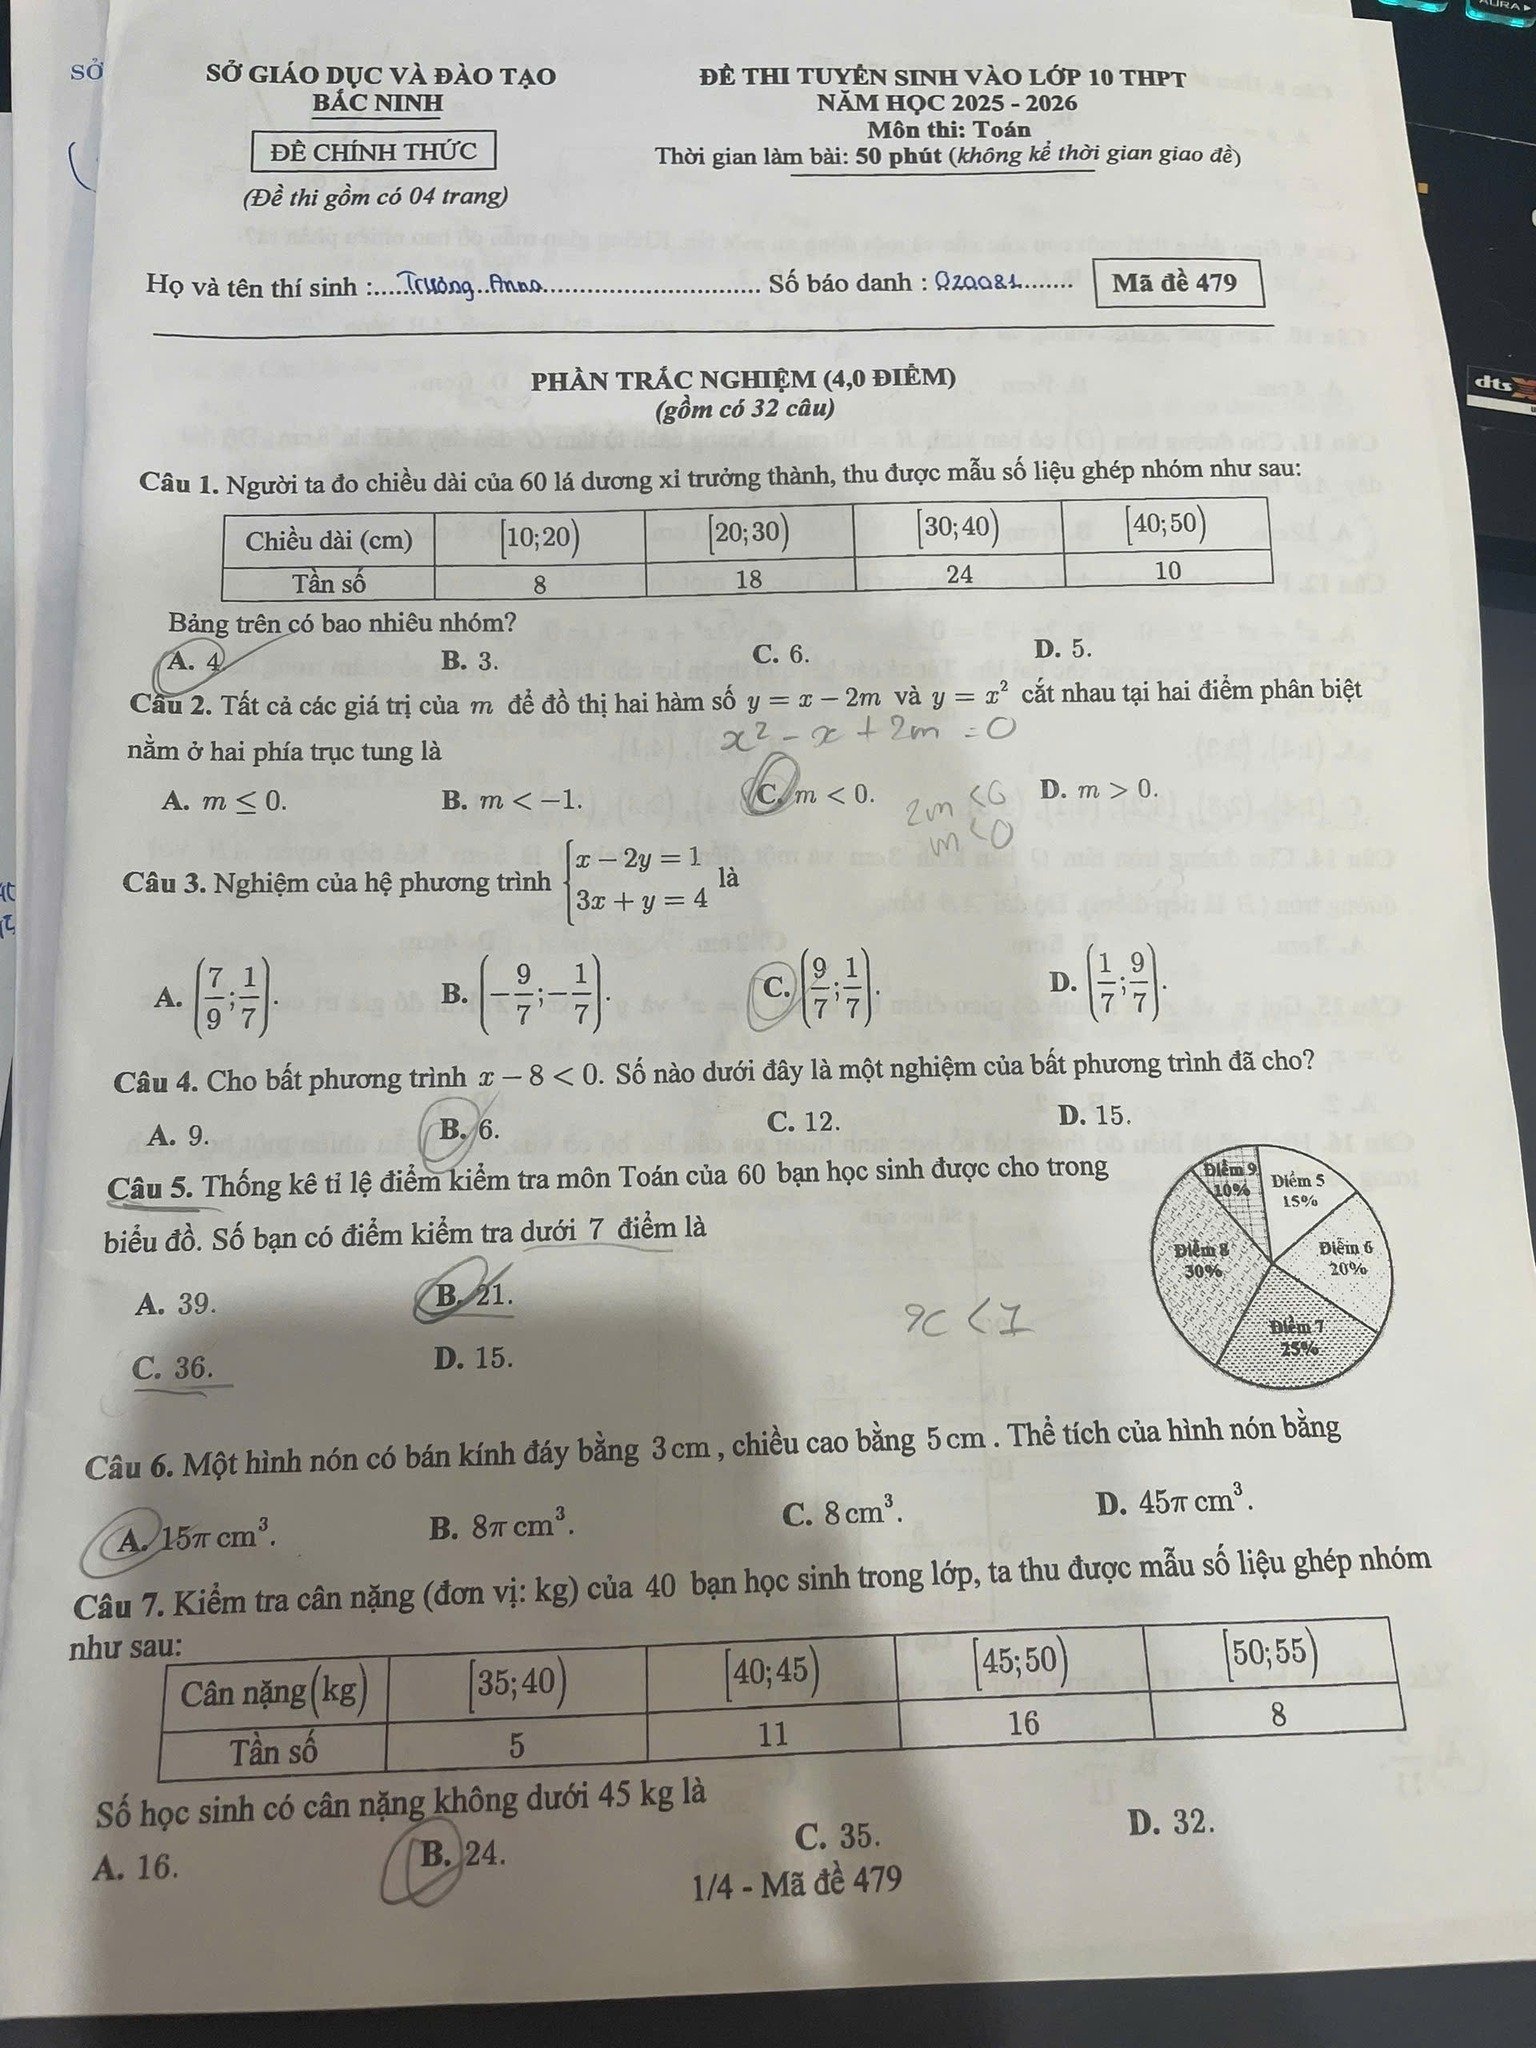 SỞ
SỞ GIÁO DỤC VÀ ĐÀO TẠO
BẮC NINH
ĐỀ CHÍNH THỨC
(Đề thi gồm có 04 trang)
ĐỀ THI TUYỂN SINH VÀO LỚP 10 THPT
NĂM HỌC 2025 - 2026
Môn thi: Toán
Thời gian làm bài: 50 phút (không kể thời gian giao đề)
AURA
dts
Họ và tên thí sinh :.....Trương..Anna.............................. Số báo danh : 020081.......
Mã đề 479
PHẦN TRẮC NGHIỆM (4,0 ĐIỂM)
(gồm có 32 câu)
Câu 1. Người ta đo chiều dài của 60 lá dương xỉ trưởng thành, thu được mẫu số liệu ghép nhóm như sau:
Chiều dài (cm) [10;20) [20;30) [30;40) [40;50)
Tần số 8 18 24 10
Bảng trên có bao nhiêu nhóm?
A. 4 B. 3. C. 6. D. 5.
Câu 2. Tất cả các giá trị của m để đồ thị hai hàm số y = x − 2m và y = x² cắt nhau tại hai điểm phân biệt
x² − x + 2m = 0
nằm ở hai phía trục tung là
A. m ≤ 0. B. m < −1. C. m < 0. D. m > 0.
2m < 0
m < 0
Câu 3. Nghiệm của hệ phương trình { x − 2y = 1 ; 3x + y = 4 là
A. (7/9; 1/7). B. (−9/7; −1/7). C. (9/7; 1/7). D. (1/7; 9/7).
Câu 4. Cho bất phương trình x − 8 < 0. Số nào dưới đây là một nghiệm của bất phương trình đã cho?
A. 9. B. 6. C. 12. D. 15.
Câu 5. Thống kê tỉ lệ điểm kiểm tra môn Toán của 60 bạn học sinh được cho trong
biểu đồ. Số bạn có điểm kiểm tra dưới 7 điểm là
A. 39. B. 21.
C. 36. D. 15.
x < 7
Điểm 9
10%
Điểm 5
15%
Điểm 6
20%
Điểm 7
25%
Điểm 8
30%
Câu 6. Một hình nón có bán kính đáy bằng 3 cm , chiều cao bằng 5 cm . Thể tích của hình nón bằng
A. 15π cm³. B. 8π cm³. C. 8 cm³. D. 45π cm³.
Câu 7. Kiểm tra cân nặng (đơn vị: kg) của 40 bạn học sinh trong lớp, ta thu được mẫu số liệu ghép nhóm
như sau:
Cân nặng(kg) [35;40) [40;45) [45;50) [50;55)
Tần số 5 11 16 8
Số học sinh có cân nặng không dưới 45 kg là
A. 16. B. 24. C. 35. D. 32.
1/4 - Mã đề 479